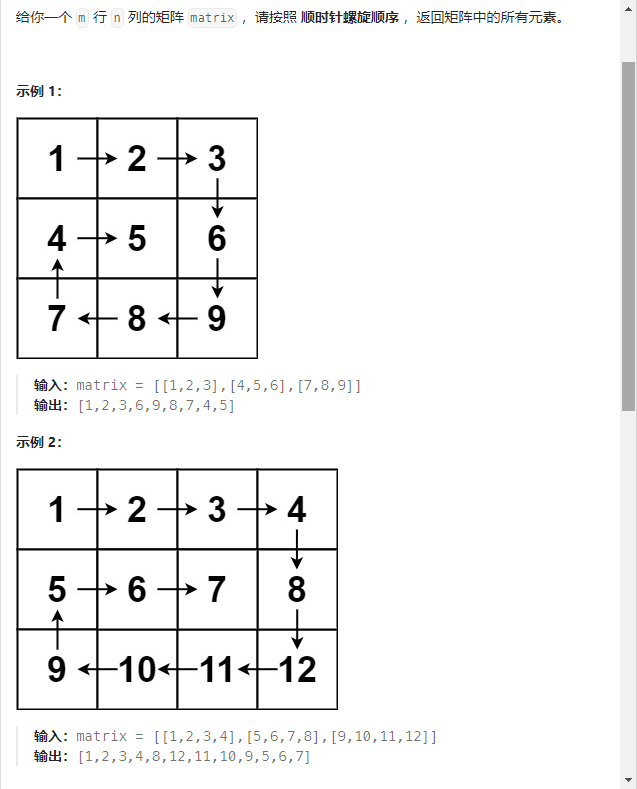 给你一个 m 行 n 列的矩阵 matrix ，请按照 顺时针螺旋顺序 ，返回矩阵中的所有元素。
示例 1：
1 2 3
4 5 6
7 8 9
输入：matrix = [[1,2,3],[4,5,6],[7,8,9]]
输出：[1,2,3,6,9,8,7,4,5]
示例 2：
1 2 3 4
5 6 7 8
9 10 11 12
输入：matrix = [[1,2,3,4],[5,6,7,8],[9,10,11,12]]
输出：[1,2,3,4,8,12,11,10,9,5,6,7]